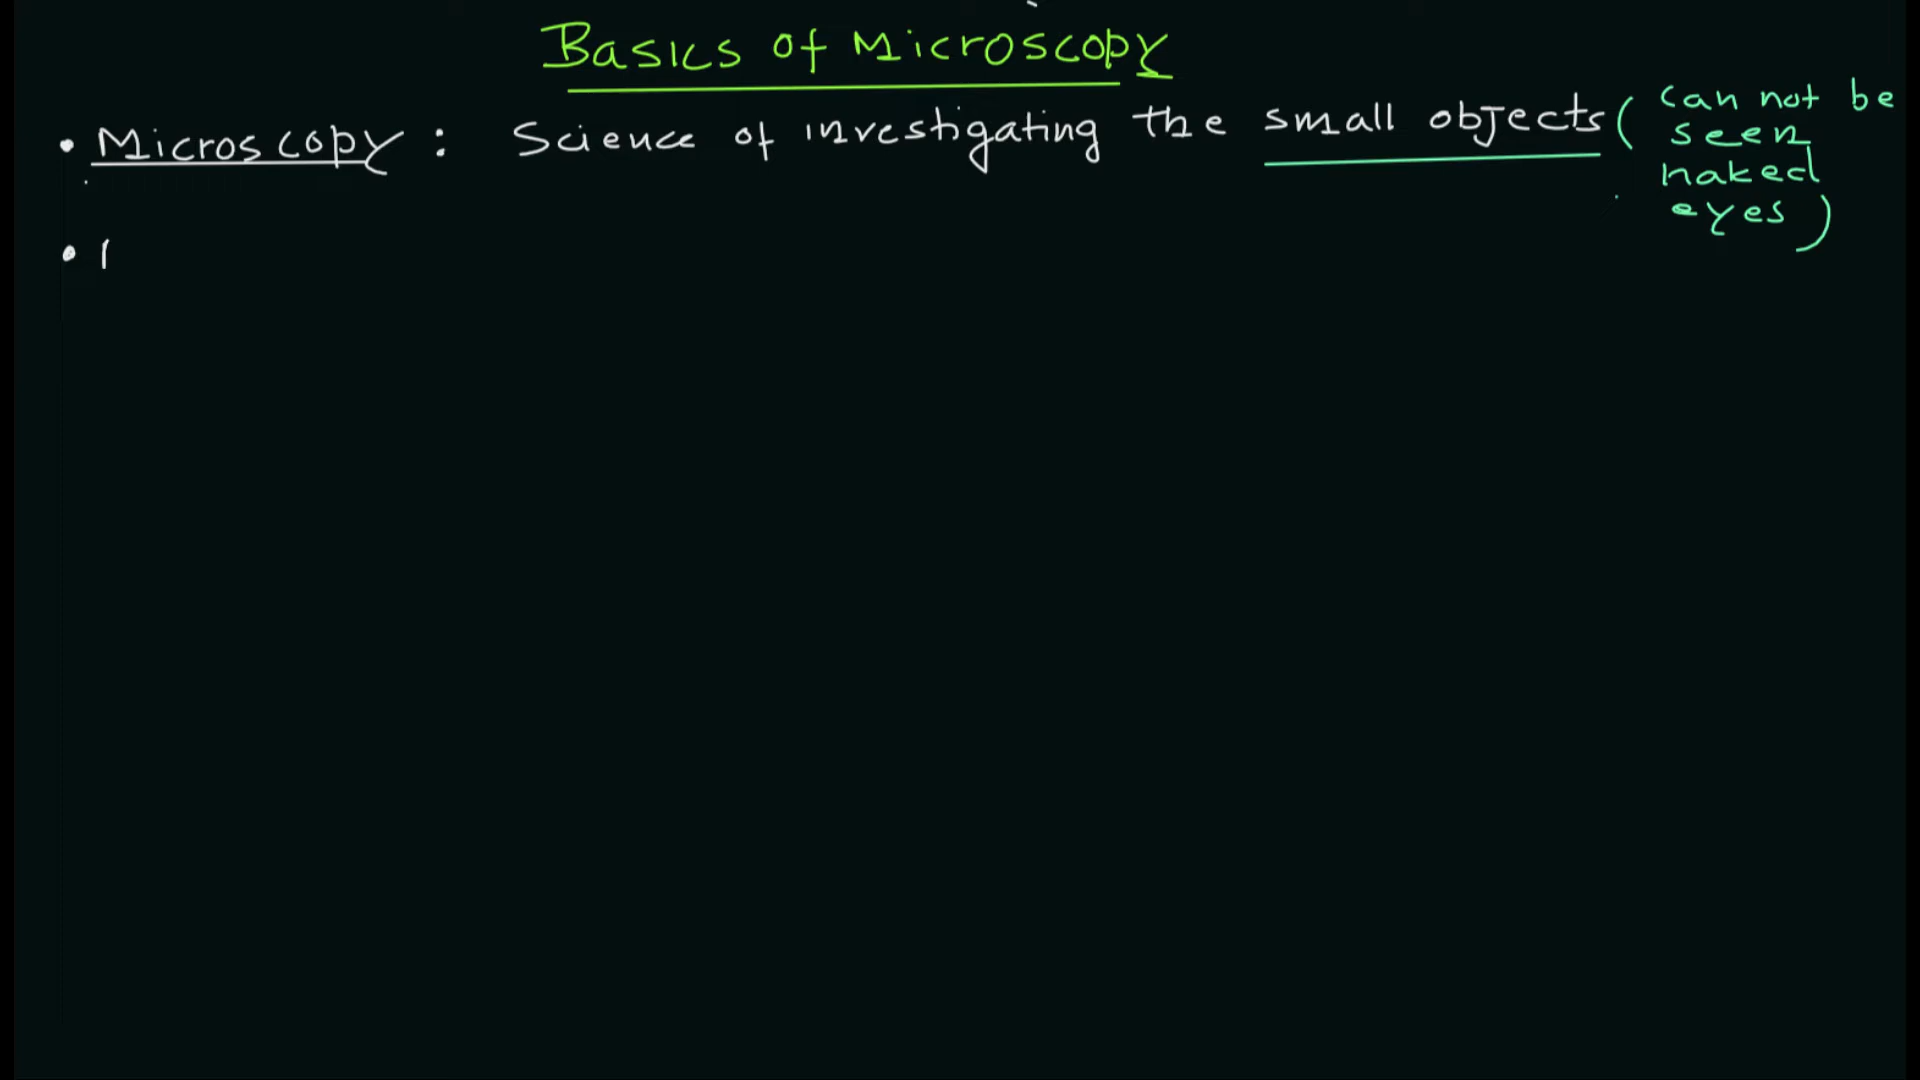 Basics of Microscopy
• Microscopy : Science of investigating the small objects ( can not be
seen
naked
eyes )
•